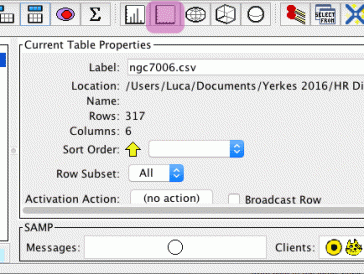 SELECT
FROM
Current Table Properties
Label: ngc7006.csv
Location: /Users/Luca/Documents/Yerkes 2016/HR Di
Name:
Rows: 317
Columns: 6
Sort Order:
Row Subset: All
Activation Action: (no action) Broadcast Row
SAMP
Messages: Clients: